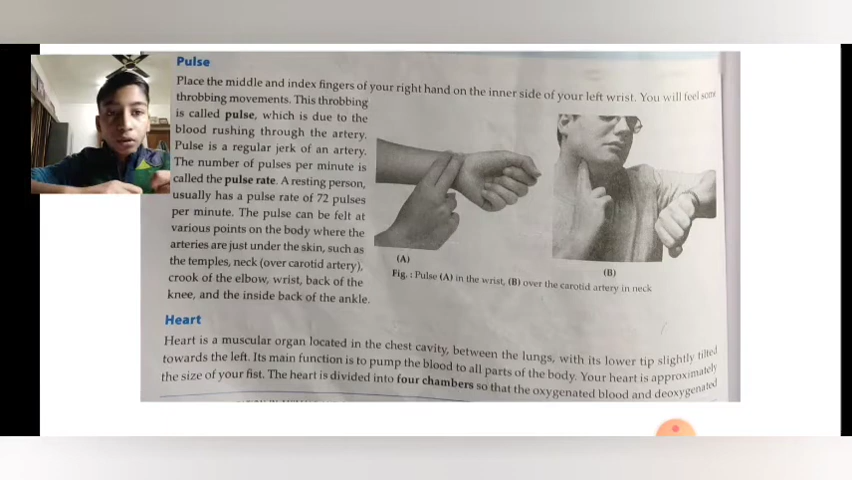 Pulse
Place the middle and index fingers of your right hand on the inner side of your left wrist. You will feel some
throbbing movements. This throbbing
is called pulse, which is due to the
blood rushing through the artery.
Pulse is a regular jerk of an artery.
The number of pulses per minute is
called the pulse rate. A resting person,
usually has a pulse rate of 72 pulses
per minute. The pulse can be felt at
various points on the body where the
arteries are just under the skin, such as
the temples, neck (over carotid artery),
crook of the elbow, wrist, back of the
knee, and the inside back of the ankle.
(A)
(B)
Fig. : Pulse (A) in the wrist, (B) over the carotid artery in neck
Heart
Heart is a muscular organ located in the chest cavity, between the lungs, with its lower tip slightly tilted
towards the left. Its main function is to pump the blood to all parts of the body. Your heart is approximately
the size of your fist. The heart is divided into four chambers so that the oxygenated blood and deoxygenated